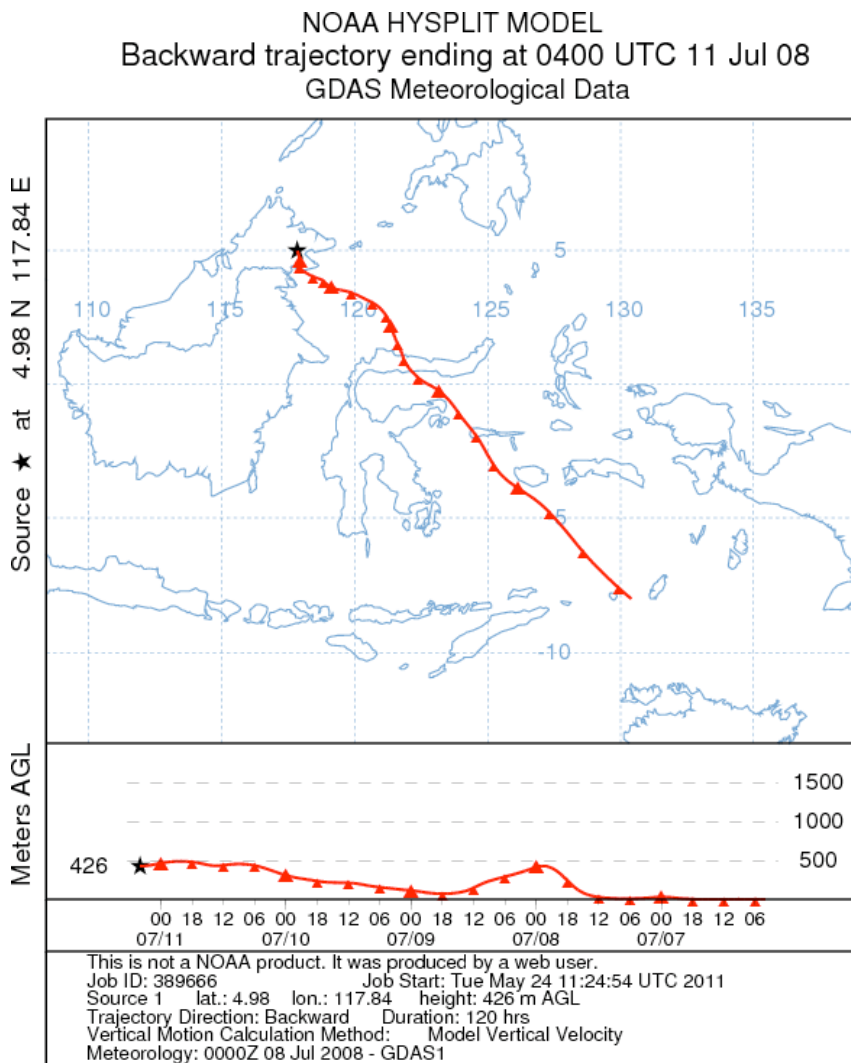 NOAA HYSPLIT MODEL
Backward trajectory ending at 0400 UTC 11 Jul 08
GDAS Meteorological Data
Source ★ at 4.98 N 117.84 E
5
110 115 120 125 130 135
-5
-10
Meters AGL
1500
1000
426 500
00 18 12 06 00 18 12 06 00 18 12 06 00 18 12 06 00 18 12 06
07/11 07/10 07/09 07/08 07/07
This is not a NOAA product. It was produced by a web user.
Job ID: 389666 Job Start: Tue May 24 11:24:54 UTC 2011
Source 1 lat.: 4.98 lon.: 117.84 height: 426 m AGL
Trajectory Direction: Backward Duration: 120 hrs
Vertical Motion Calculation Method: Model Vertical Velocity
Meteorology: 0000Z 08 Jul 2008 - GDAS1